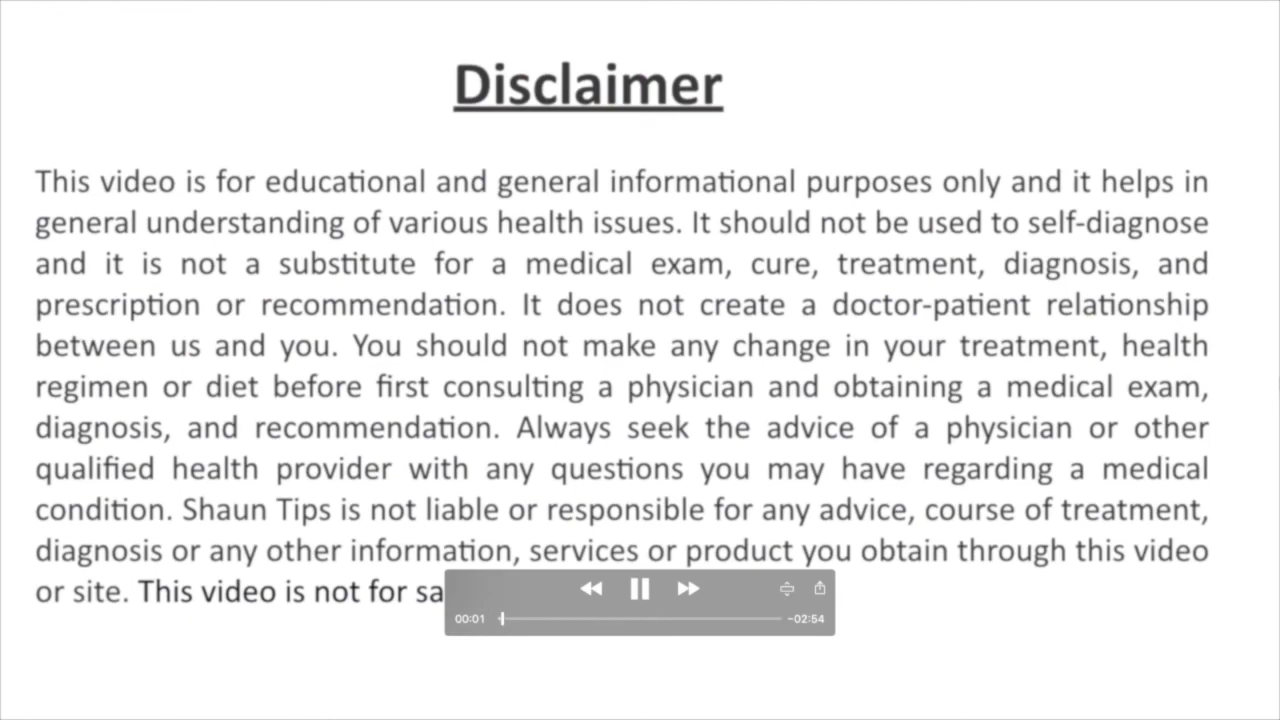 Disclaimer
This video is for educational and general informational purposes only and it helps in
general understanding of various health issues. It should not be used to self-diagnose
and it is not a substitute for a medical exam, cure, treatment, diagnosis, and
prescription or recommendation. It does not create a doctor-patient relationship
between us and you. You should not make any change in your treatment, health
regimen or diet before first consulting a physician and obtaining a medical exam,
diagnosis, and recommendation. Always seek the advice of a physician or other
qualified health provider with any questions you may have regarding a medical
condition. Shaun Tips is not liable or responsible for any advice, course of treatment,
diagnosis or any other information, services or product you obtain through this video
or site. This video is not for
00:01
-02:54